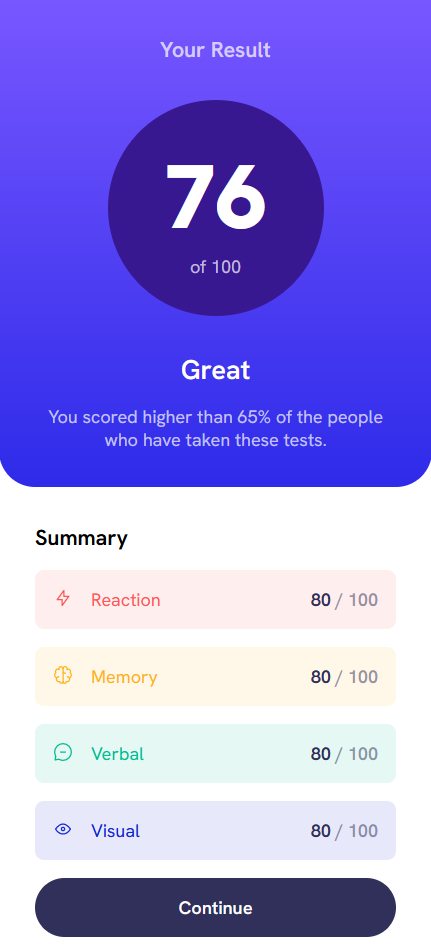 Your Result
76
of 100
Great
You scored higher than 65% of the people
who have taken these tests.
Summary
Reaction 80 / 100
Memory 80 / 100
Verbal 80 / 100
Visual 80 / 100
Continue